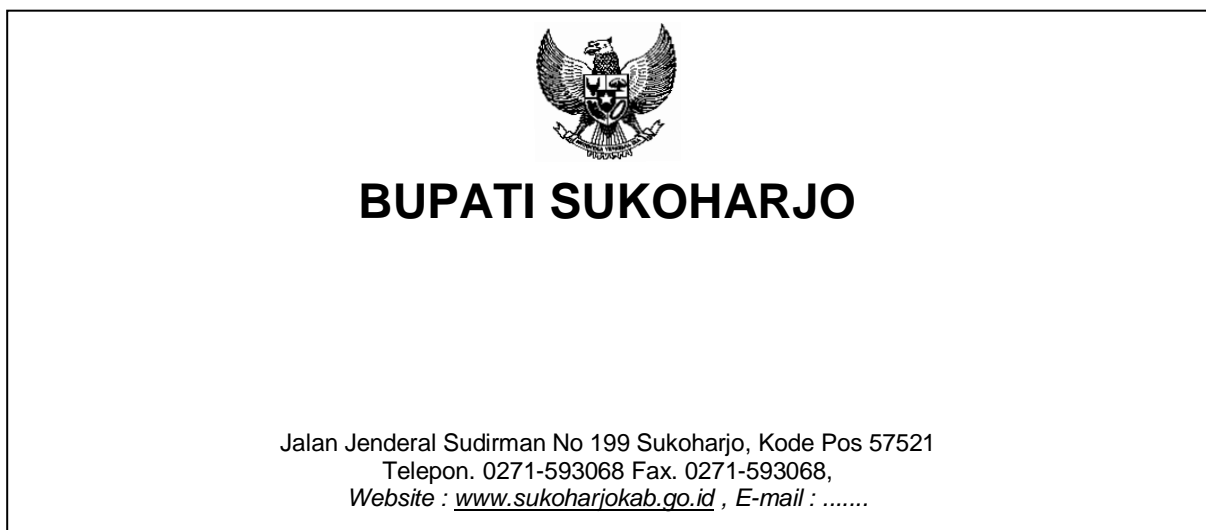 BUPATI SUKOHARJO
Jalan Jenderal Sudirman No 199 Sukoharjo, Kode Pos 57521
Telepon. 0271-593068 Fax. 0271-593068,
Website : www.sukoharjokab.go.id , E-mail : .......